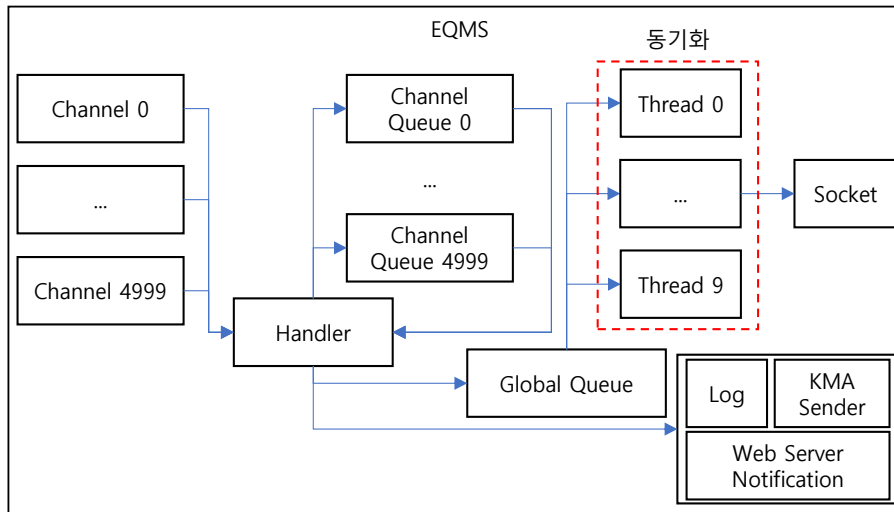 EQMS
동기화
Channel 0
...
Channel 4999
Channel
Queue 0
...
Channel
Queue 4999
Handler
Global Queue
Thread 0
...
Thread 9
Socket
Log
KMA
Sender
Web Server
Notification